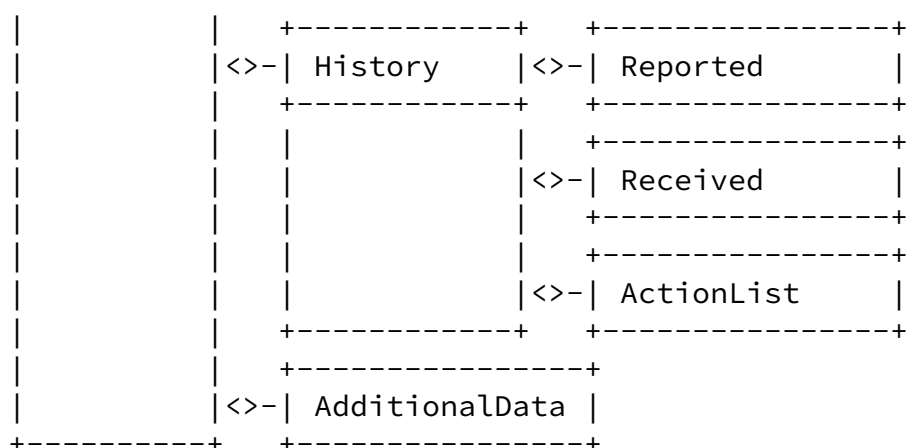 |          |   +------------+   +---------------+
|          |<>-| History    |<>-| Reported      |
|          |   +------------+   +---------------+
|          |   |            |   +---------------+
|          |   |            |<>-| Received      |
|          |   |            |   +---------------+
|          |   |            |   +---------------+
|          |   |            |<>-| ActionList    |
|          |   +------------+   +---------------+
|          |   +---------------+
|          |<>-| AdditionalData |
+----------+   +---------------+